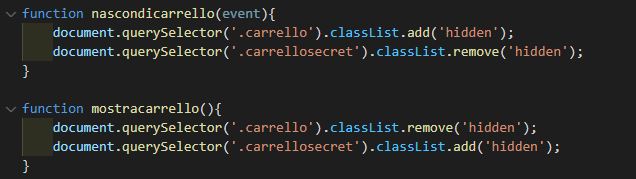 function nascondicarrello(event){
    document.querySelector('.carrello').classList.add('hidden');
    document.querySelector('.carrellosecret').classList.remove('hidden');
}

function mostracarrello(){
    document.querySelector('.carrello').classList.remove('hidden');
    document.querySelector('.carrellosecret').classList.add('hidden');
}